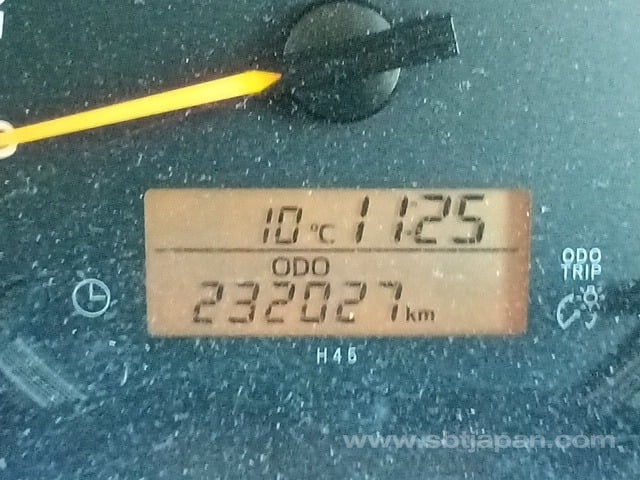 10°C 11:25
ODO
232027 km
ODO
TRIP
H46
www.sbtjapan.com